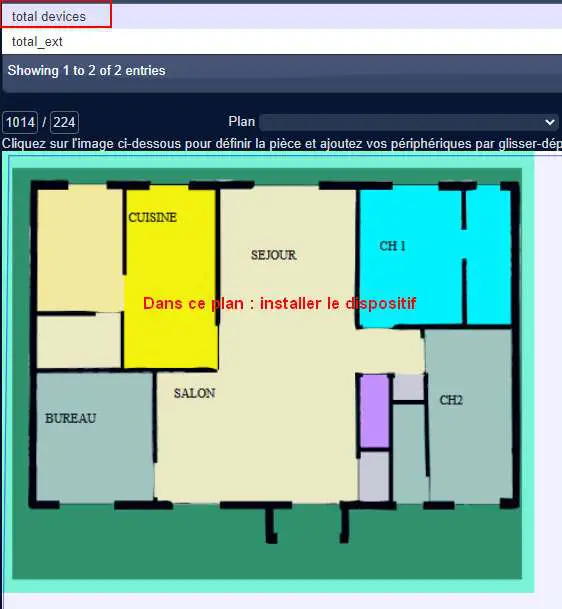 total devices
total_ext
Showing 1 to 2 of 2 entries
1014 / 224 Plan
Cliquez sur l'image ci-dessous pour définir la pièce et ajoutez vos périphériques par glisser-dép
CUISINE
SEJOUR
CH 1
Dans ce plan : installer le dispositif
SALON
CH2
BUREAU